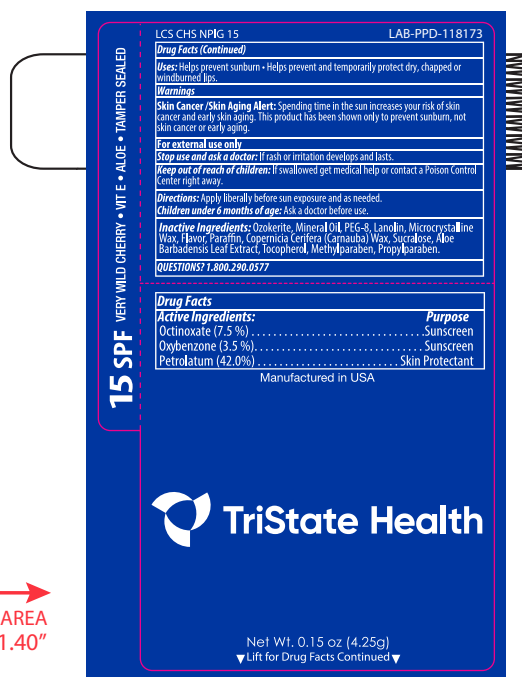 LCS CHS NPIG 15 LAB-PPD-118173
Drug Facts (Continued)
Uses: Helps prevent sunburn • Helps prevent and temporarily protect dry, chapped or
windburned lips.
Warnings
Skin Cancer /Skin Aging Alert: Spending time in the sun increases your risk of skin
cancer and early skin aging. This product has been shown only to prevent sunburn, not
skin cancer or early aging.
For external use only
Stop use and ask a doctor: If rash or irritation develops and lasts.
Keep out of reach of children: If swallowed get medical help or contact a Poison Control
Center right away.
Directions: Apply liberally before sun exposure and as needed.
Children under 6 months of age: Ask a doctor before use.
Inactive Ingredients: Ozokerite, Mineral Oil, PEG-8, Lanolin, Microcrystalline
Wax, Flavor, Paraffin, Copernicia Cerifera (Carnauba) Wax, Sucralose, Aloe
Barbadensis Leaf Extract, Tocopherol, Methylparaben, Propylparaben.
QUESTIONS? 1.800.290.0577
15 SPF VERY WILD CHERRY • VIT E • ALOE • TAMPER SEALED
Drug Facts
Active Ingredients: Purpose
Octinoxate (7.5 %) . . . . . . . . . . . . . . . . . . . . . . . . . . . . . Sunscreen
Oxybenzone (3.5 %). . . . . . . . . . . . . . . . . . . . . . . . . . . . Sunscreen
Petrolatum (42.0%) . . . . . . . . . . . . . . . . . . . . . . . . Skin Protectant
Manufactured in USA
TriState Health
AREA
1.40"
Net Wt. 0.15 oz (4.25g)
▼Lift for Drug Facts Continued▼